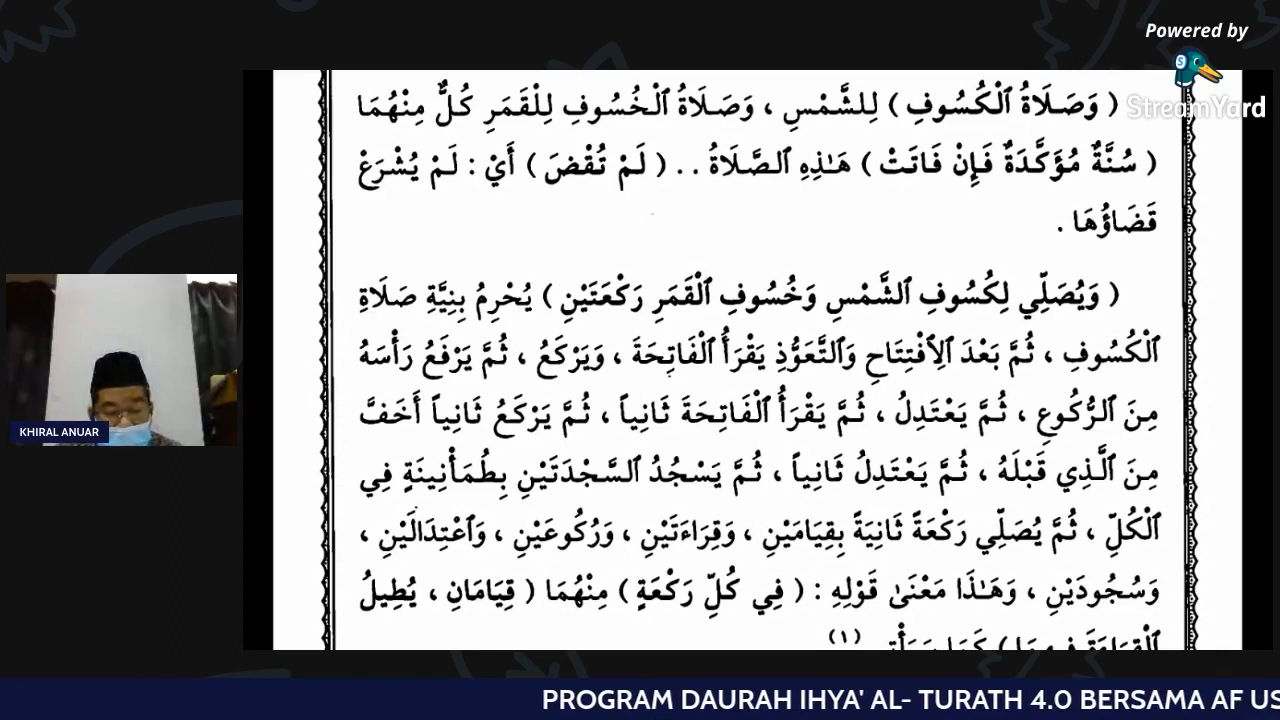 Powered by
StreamYard
( وَصَلَاةُ ٱلْكُسُوفِ ) لِلشَّمْسِ ، وَصَلَاةُ ٱلْخُسُوفِ لِلْقَمَرِ كُلٌّ مِنْهُمَا
( سُنَّةٌ مُؤَكَّدَةٌ فَإِنْ فَاتَتْ ) هَـٰذِهِ ٱلصَّلَاةُ .. ( لَمْ تُقْضَ ) أَيْ : لَمْ يُشْرَعْ
قَضَاؤُهَا .
( وَيُصَلِّي لِكُسُوفِ ٱلشَّمْسِ وَخُسُوفِ ٱلْقَمَرِ رَكْعَتَيْنِ ) يُحْرِمُ بِنِيَّةِ صَلَاةِ
ٱلْكُسُوفِ ، ثُمَّ بَعْدَ ٱلِٱفْتِتَاحِ وَٱلتَّعَوُّذِ يَقْرَأُ ٱلْفَاتِحَةَ ، وَيَرْكَعُ ، ثُمَّ يَرْفَعُ رَأْسَهُ
مِنَ ٱلرُّكُوعِ ، ثُمَّ يَعْتَدِلُ ، ثُمَّ يَقْرَأُ ٱلْفَاتِحَةَ ثَانِياً ، ثُمَّ يَرْكَعُ ثَانِياً أَخَفَّ
مِنَ ٱلَّذِي قَبْلَهُ ، ثُمَّ يَعْتَدِلُ ثَانِياً ، ثُمَّ يَسْجُدُ ٱلسَّجْدَتَيْنِ بِطُمَأْنِينَةٍ فِي
ٱلْكُلِّ ، ثُمَّ يُصَلِّي رَكْعَةً ثَانِيَةً بِقِيَامَيْنِ ، وَقِرَاءَتَيْنِ ، وَرُكُوعَيْنِ ، وَٱعْتِدَالَيْنِ ،
وَسُجُودَيْنِ ، وَهَـٰذَا مَعْنَىٰ قَوْلِهِ : ( فِي كُلِّ رَكْعَةٍ ) مِنْهُمَا ( قِيَامَانِ ، يُطِيلُ
(١)
KHIRAL ANUAR
PROGRAM DAURAH IHYA' AL- TURATH 4.0 BERSAMA AF US